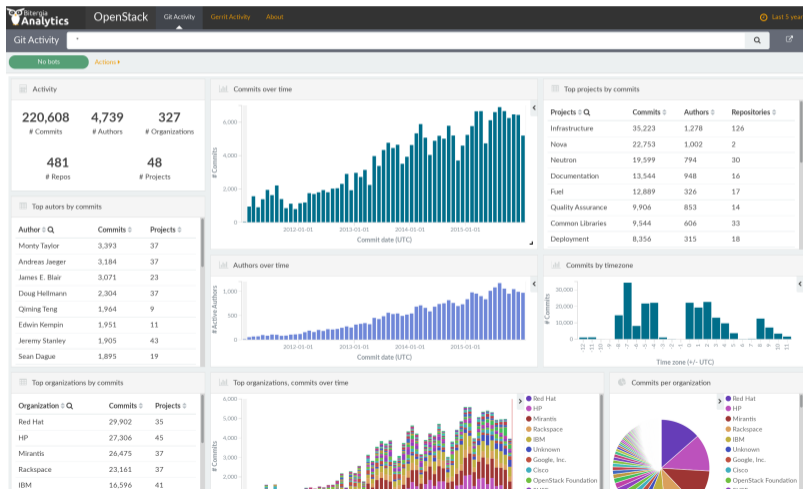 Bitergia
Analytics
OpenStack
Git Activity
Gerrit Activity
About
Last 5 year
Git Activity
*
No bots
Actions
Activity
220,608
# Commits
4,739
# Authors
327
# Organizations
481
# Repos
48
# Projects
Top autors by commits
Author Commits Projects
Monty Taylor 3,393 37
Andreas Jaeger 3,184 37
James E. Blair 3,071 23
Doug Hellmann 2,304 37
Qiming Teng 1,964 9
Edwin Kempin 1,951 11
Jeremy Stanley 1,905 43
Sean Dague 1,895 19
Top organizations by commits
Organization Commits Projects
Red Hat 29,902 35
HP 27,306 45
Mirantis 26,475 37
Rackspace 23,161 37
IBM 16,596 41
Commits over time
# Commits
6,000
4,000
2,000
0
2012-01-01 2013-01-01 2014-01-01 2015-01-01
Commit date (UTC)
Authors over time
# Active Authors
1,000
500
0
2012-01-01 2013-01-01 2014-01-01 2015-01-01
Commit date (UTC)
Top organizations, commits over time
# Commits
6,000
5,000
4,000
3,000
2,000
Red Hat
HP
Mirantis
Rackspace
IBM
Unknown
Google, Inc.
Cisco
OpenStack Foundation
Top projects by commits
Projects Commits Authors Repositories
Infrastructure 35,223 1,278 126
Nova 22,753 1,002 2
Neutron 19,599 794 30
Documentation 13,544 948 16
Fuel 12,889 326 17
Quality Assurance 9,906 853 14
Common Libraries 9,544 606 33
Deployment 8,356 315 18
Commits by timezone
# Commits
30,000
20,000
10,000
Time zone (+/- UTC)
Commits per organization
Red Hat
HP
Mirantis
Rackspace
IBM
Unknown
Google, Inc.
Cisco
OpenStack Foundation